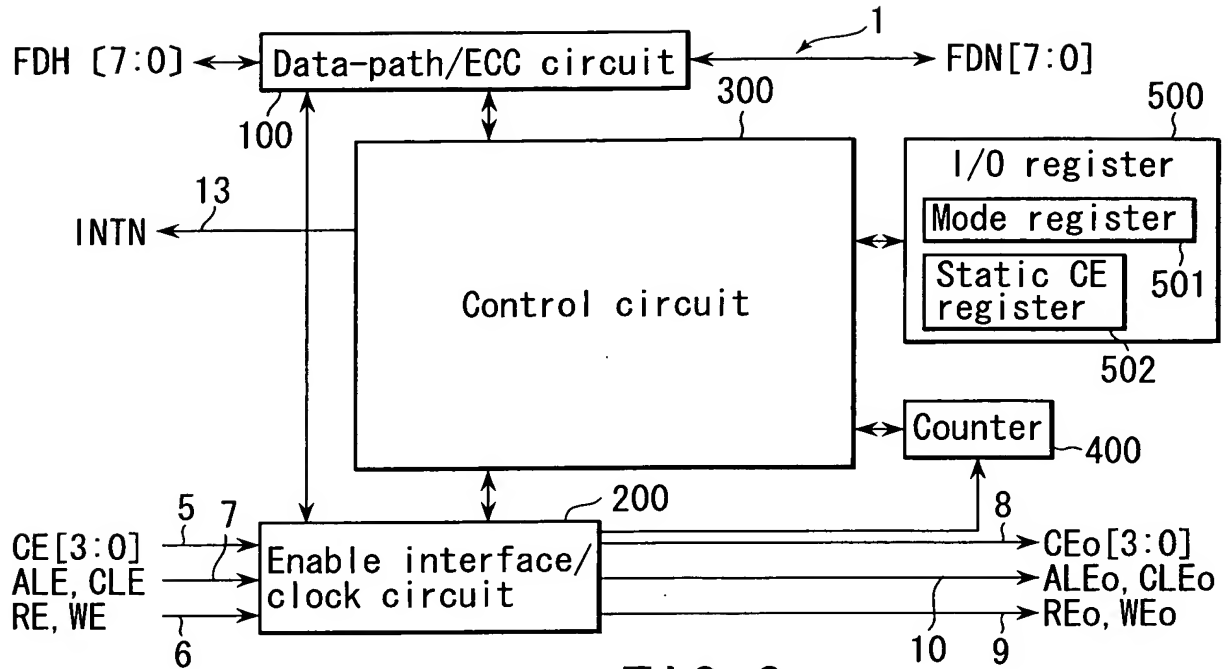 1
FDH [7:0]
Data-path/ECC circuit
FDN[7:0]
100
300
500
I/O register
13
INTN
Mode register
501
Control circuit
Static CE
register
502
Counter
400
200
5
7
8
CE[3:0]
Enable interface/
clock circuit
CEo[3:0]
ALE, CLE
ALEo, CLEo
RE, WE
REo, WEo
6
10
9